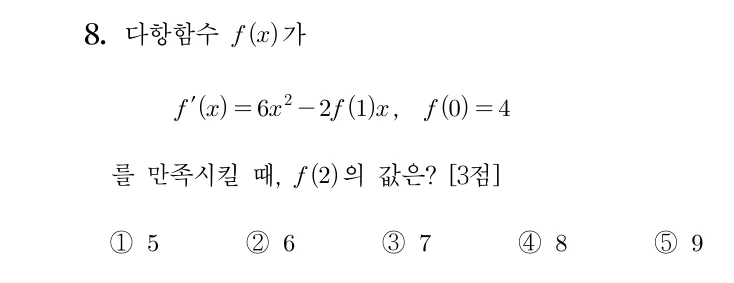 8. 다항함수 f(x)가
f′(x)=6x²−2f(1)x, f(0)=4
를 만족시킬 때, f(2)의 값은? [3점]
① 5 ② 6 ③ 7 ④ 8 ⑤ 9